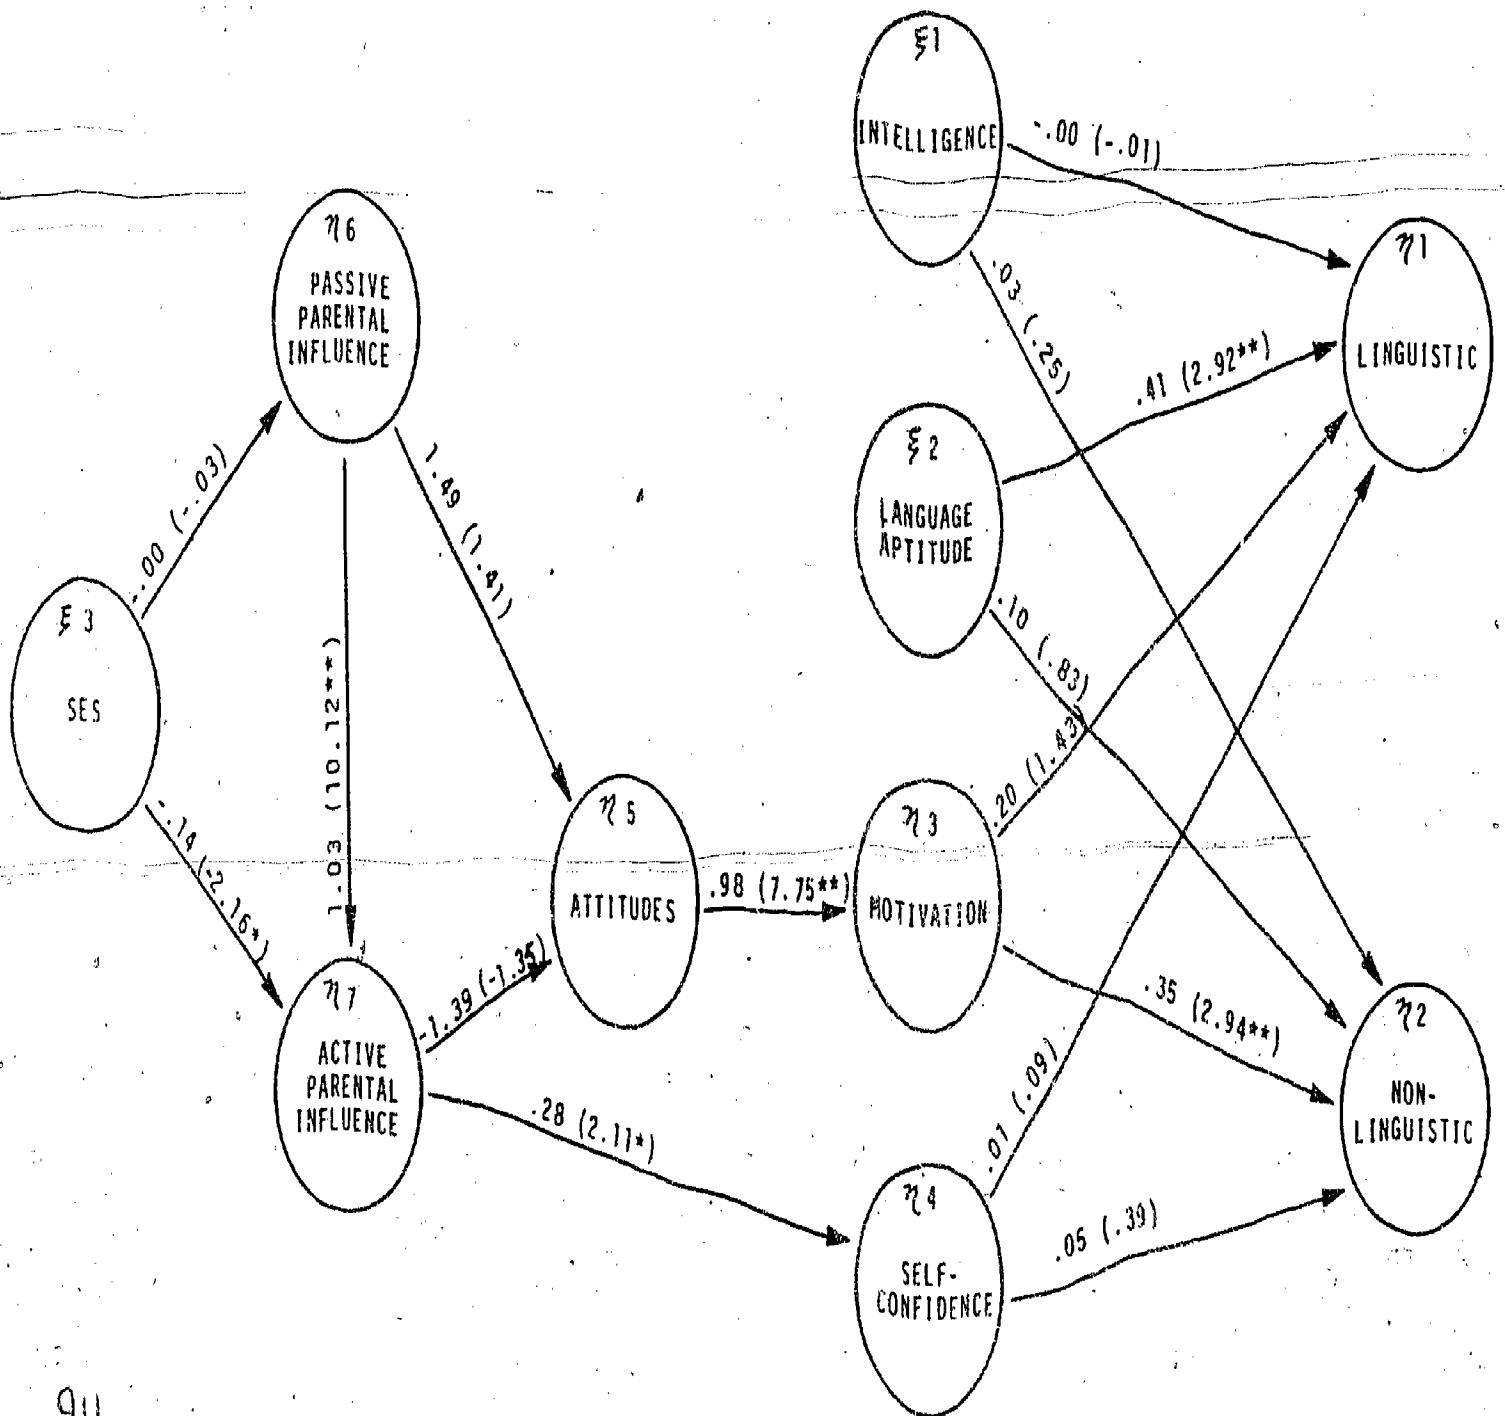 ξ1
INTELLIGENCE
-.00 (-.01)
.03 (.25)
η1
LINGUISTIC
η6
PASSIVE
PARENTAL
INFLUENCE
.41 (2.92**)
ξ2
LANGUAGE
APTITUDE
.10 (.83)
-.00 (-.03)
1.49 (1.41)
ξ3
SES
1.03 (10.12**)
-.14 (-2.16*)
η5
ATTITUDES
.98 (7.75**)
.20 (1.43)
η3
MOTIVATION
.35 (2.94**)
η7
ACTIVE
PARENTAL
INFLUENCE
-1.39 (-1.35)
.28 (2.11*)
η2
NON-
LINGUISTIC
.01 (.09)
η4
SELF-
CONFIDENCE
.05 (.39)